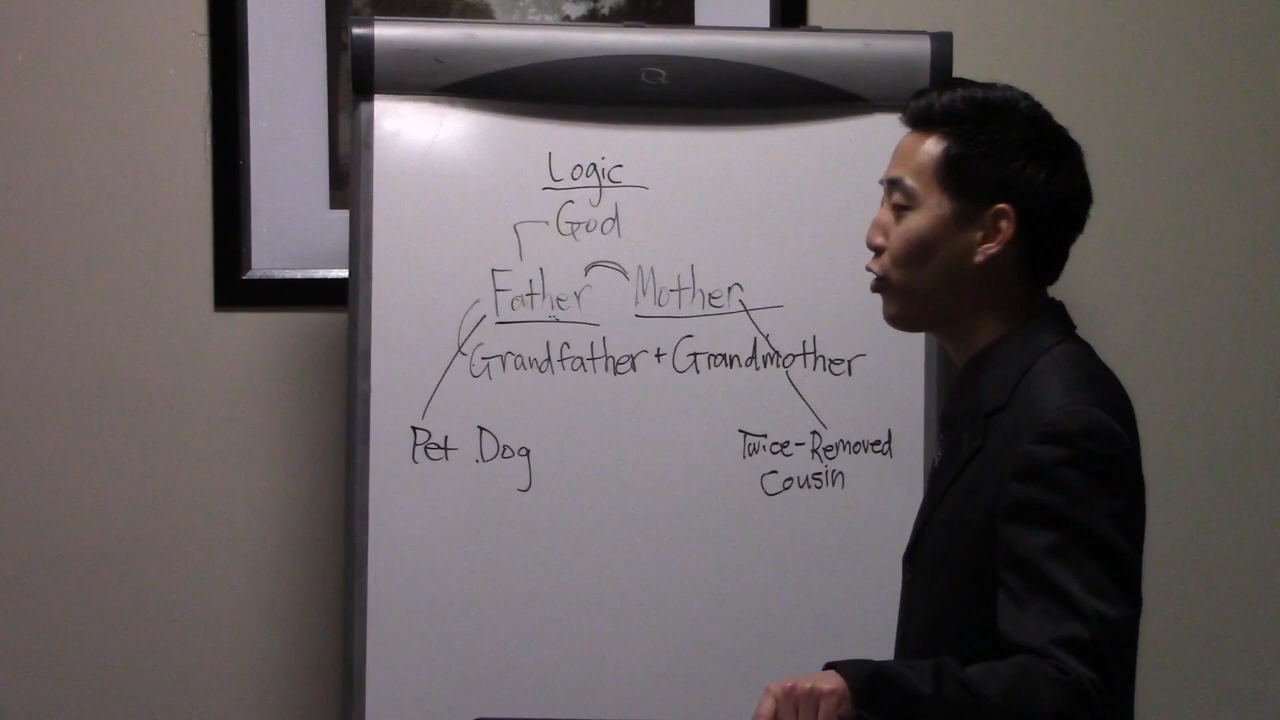 Logic
God
Father Mother
Grandfather + Grandmother
Pet Dog
Twice-Removed
Cousin